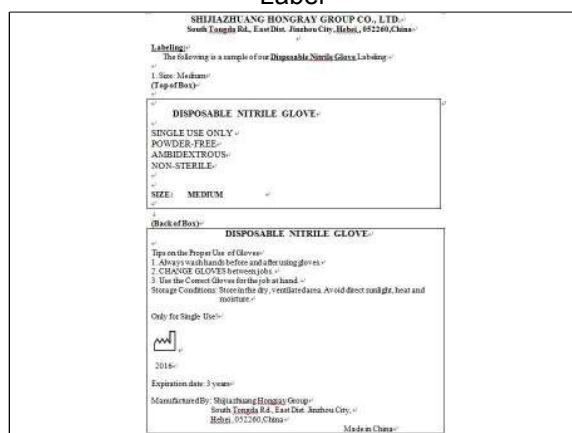 Label
SHIJIAZHUANG HONGRAY GROUP CO., LTD.
South Tongda Rd., East Dist. Jinzhou City, Hebei, 052260, China
Labeling:
The following is a sample of our Disposable Nitrile Glove Labeling
1. Size: Medium
(Top of Box)
DISPOSABLE NITRILE GLOVE
SINGLE USE ONLY
POWDER-FREE
AMBIDEXTROUS
NON-STERILE
SIZE: MEDIUM
(Back of Box)
DISPOSABLE NITRILE GLOVE
Tips on the Proper Use of Gloves
1. Always wash hands before and after using gloves.
2. CHANGE GLOVES between jobs.
3. Use the Correct Gloves for the job at hand.
Storage Conditions: Store in the dry, ventilated area. Avoid direct sunlight, heat and
moisture.
Only for Single Use!
2016
Expiration date: 3 years
Manufactured By: Shijiazhuang Hongray Group
South Tongda Rd., East Dist. Jinzhou City,
Hebei, 052260, China
Made in China